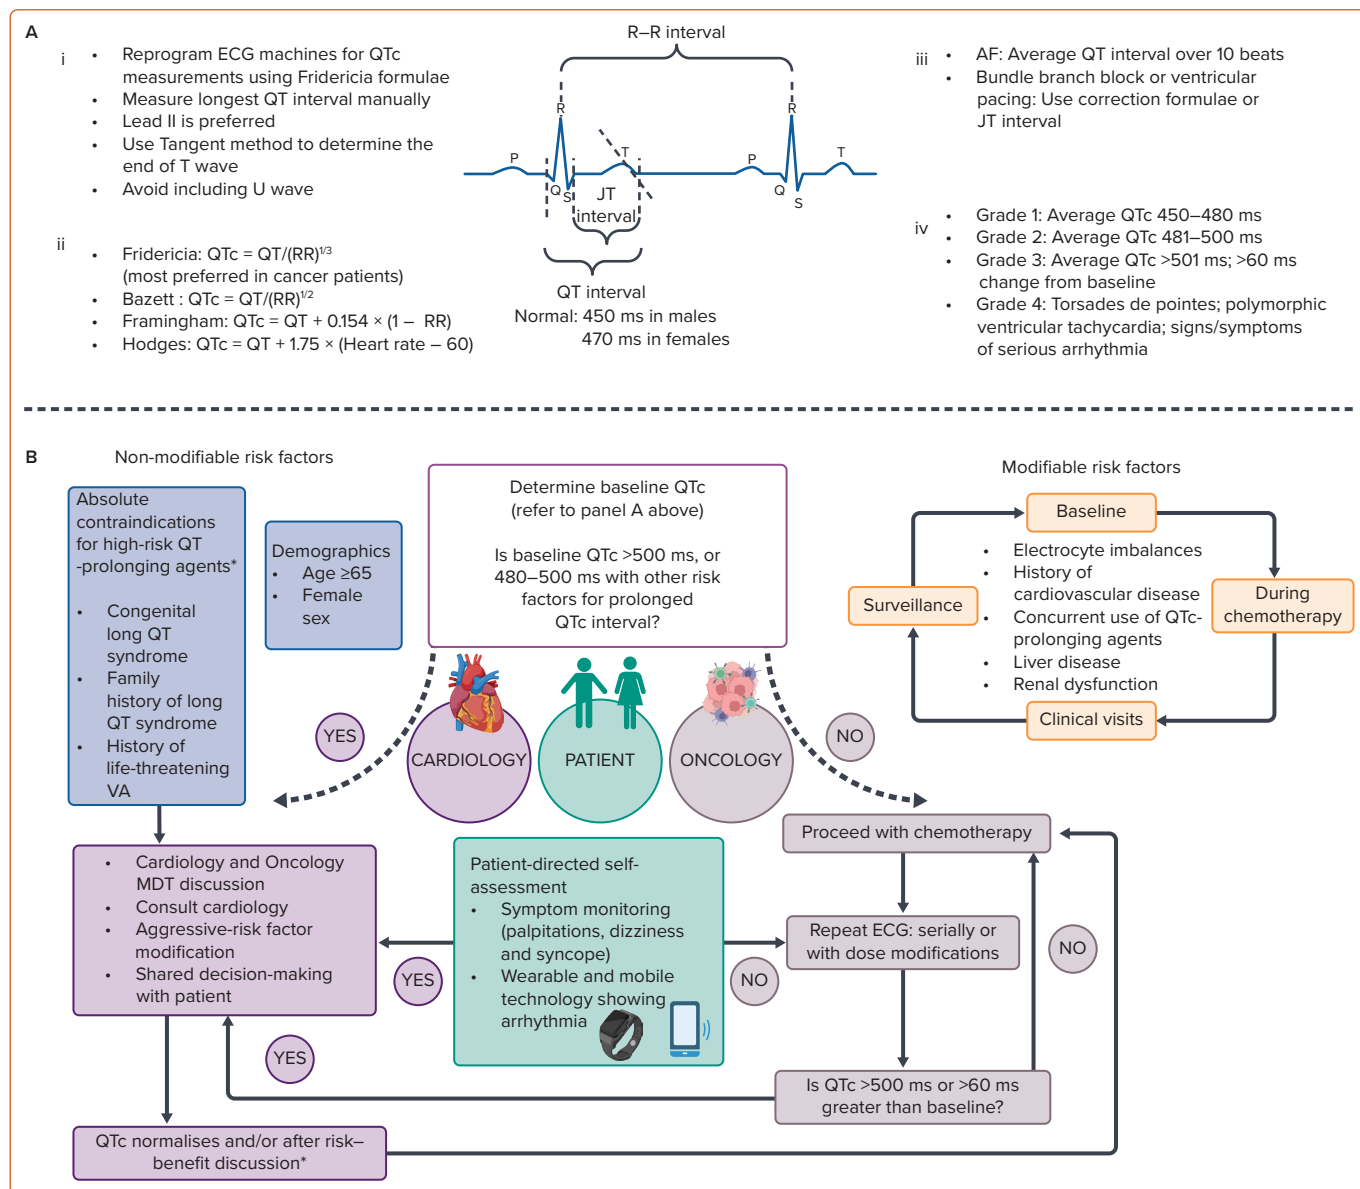 A
i
• Reprogram ECG machines for QTc
measurements using Fridericia formulae
• Measure longest QT interval manually
• Lead II is preferred
• Use Tangent method to determine the
end of T wave
• Avoid including U wave
ii
• Fridericia: QTc = QT/(RR)^1/3
(most preferred in cancer patients)
• Bazett : QTc = QT/(RR)^1/2
• Framingham: QTc = QT + 0.154 × (1 – RR)
• Hodges: QTc = QT + 1.75 × (Heart rate – 60)
R–R interval
R
R
P
T
P
T
Q
S
Q
S
JT
interval
QT interval
Normal: 450 ms in males
470 ms in females
iii
• AF: Average QT interval over 10 beats
• Bundle branch block or ventricular
pacing: Use correction formulae or
JT interval
iv
• Grade 1: Average QTc 450–480 ms
• Grade 2: Average QTc 481–500 ms
• Grade 3: Average QTc >501 ms; >60 ms
change from baseline
• Grade 4: Torsades de pointes; polymorphic
ventricular tachycardia; signs/symptoms
of serious arrhythmia
B
Non-modifiable risk factors
Absolute
contraindications
for high-risk QT
-prolonging agents*
• Congenital
long QT
syndrome
• Family
history of long
QT syndrome
• History of
life-threatening
VA
Demographics
• Age ≥65
• Female
sex
Determine baseline QTc
(refer to panel A above)
Is baseline QTc >500 ms, or
480–500 ms with other risk
factors for prolonged
QTc interval?
Modifiable risk factors
Baseline
• Electrocyte imbalances
• History of
cardiovascular disease
• Concurrent use of QTc-
prolonging agents
• Liver disease
• Renal dysfunction
Surveillance
During
chemotherapy
Clinical visits
YES
CARDIOLOGY
PATIENT
ONCOLOGY
NO
• Cardiology and Oncology
MDT discussion
• Consult cardiology
• Aggressive-risk factor
modification
• Shared decision-making
with patient
YES
Patient-directed self-
assessment
• Symptom monitoring
(palpitations, dizziness
and syncope)
• Wearable and mobile
technology showing
arrhythmia
NO
Proceed with chemotherapy
Repeat ECG: serially or
with dose modifications
NO
YES
Is QTc >500 ms or >60 ms
greater than baseline?
QTc normalises and/or after risk–
benefit discussion*